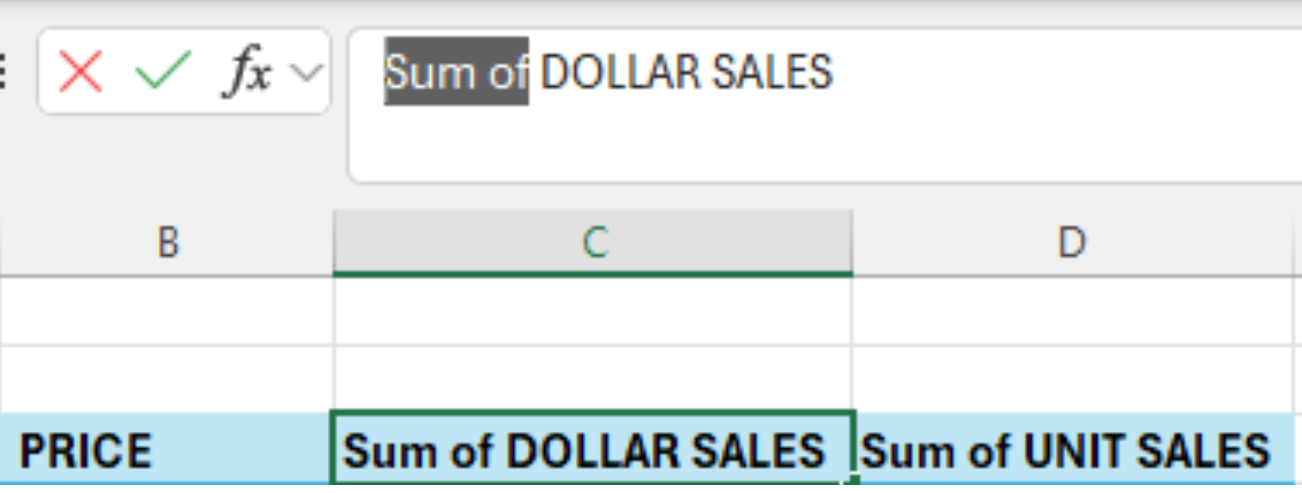 fx Sum of DOLLAR SALES
B C D
PRICE Sum of DOLLAR SALES Sum of UNIT SALES